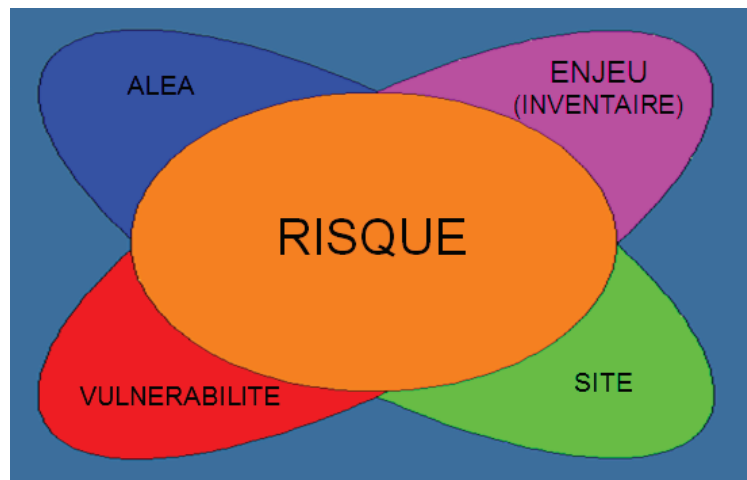 ALEA
ENJEU
(INVENTAIRE)
RISQUE
VULNERABILITE
SITE